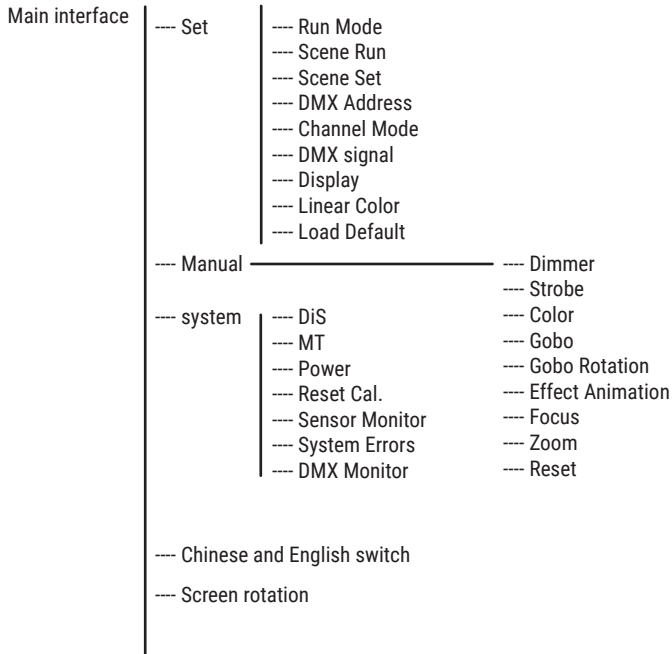 Main interface
---- Set
---- Run Mode
---- Scene Run
---- Scene Set
---- DMX Address
---- Channel Mode
---- DMX signal
---- Display
---- Linear Color
---- Load Default
---- Manual
---- Dimmer
---- Strobe
---- Color
---- Gobo
---- Gobo Rotation
---- Effect Animation
---- Focus
---- Zoom
---- Reset
---- system
---- DiS
---- MT
---- Power
---- Reset Cal.
---- Sensor Monitor
---- System Errors
---- DMX Monitor
---- Chinese and English switch
---- Screen rotation